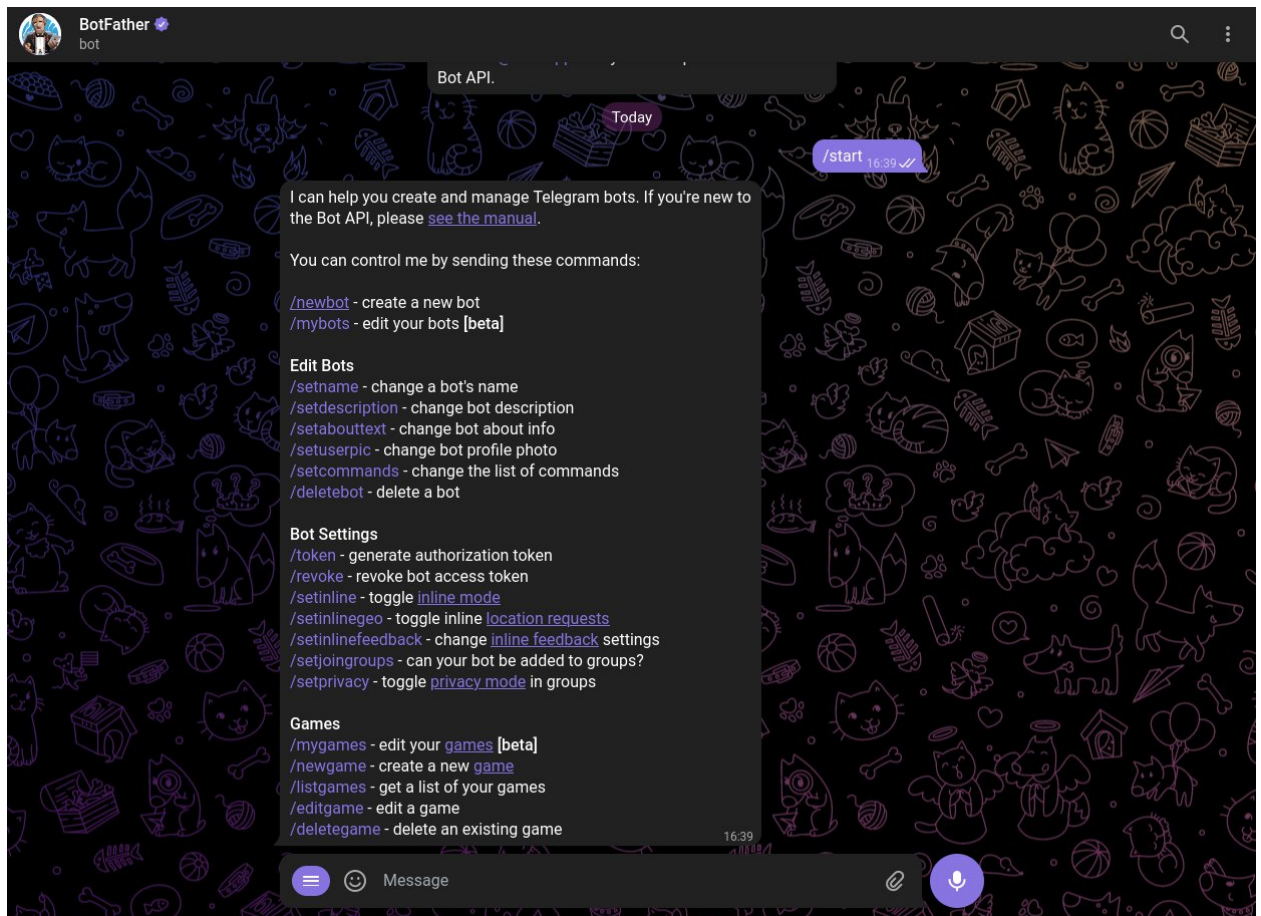 BotFather
bot
Bot API.
Today
/start 16:39
I can help you create and manage Telegram bots. If you're new to
the Bot API, please see the manual.
You can control me by sending these commands:
/newbot - create a new bot
/mybots - edit your bots [beta]
Edit Bots
/setname - change a bot's name
/setdescription - change bot description
/setabouttext - change bot about info
/setuserpic - change bot profile photo
/setcommands - change the list of commands
/deletebot - delete a bot
Bot Settings
/token - generate authorization token
/revoke - revoke bot access token
/setinline - toggle inline mode
/setinlinegeo - toggle inline location requests
/setinlinefeedback - change inline feedback settings
/setjoingroups - can your bot be added to groups?
/setprivacy - toggle privacy mode in groups
Games
/mygames - edit your games [beta]
/newgame - create a new game
/listgames - get a list of your games
/editgame - edit a game
/deletegame - delete an existing game
16:39
Message